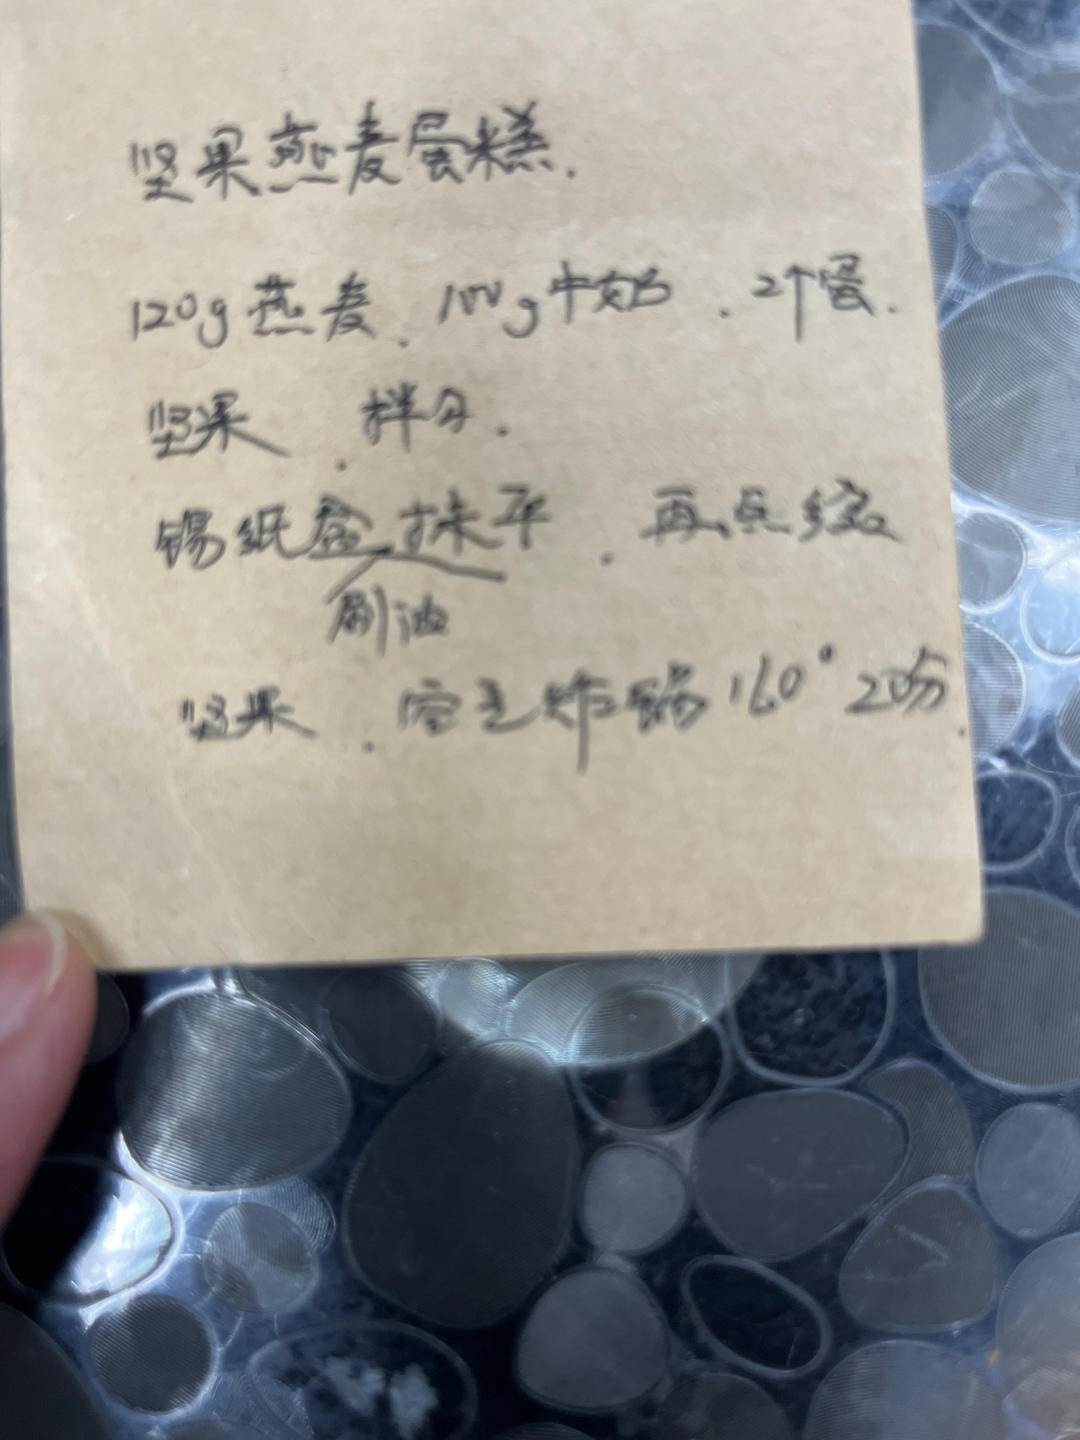 坚果燕麦蛋糕.
120g燕麦. 100g牛奶. 2个蛋.
坚果. 拌匀.
锡纸盒抹平. 再点缀
刷油
坚果. 空气炸锅160° 20分.